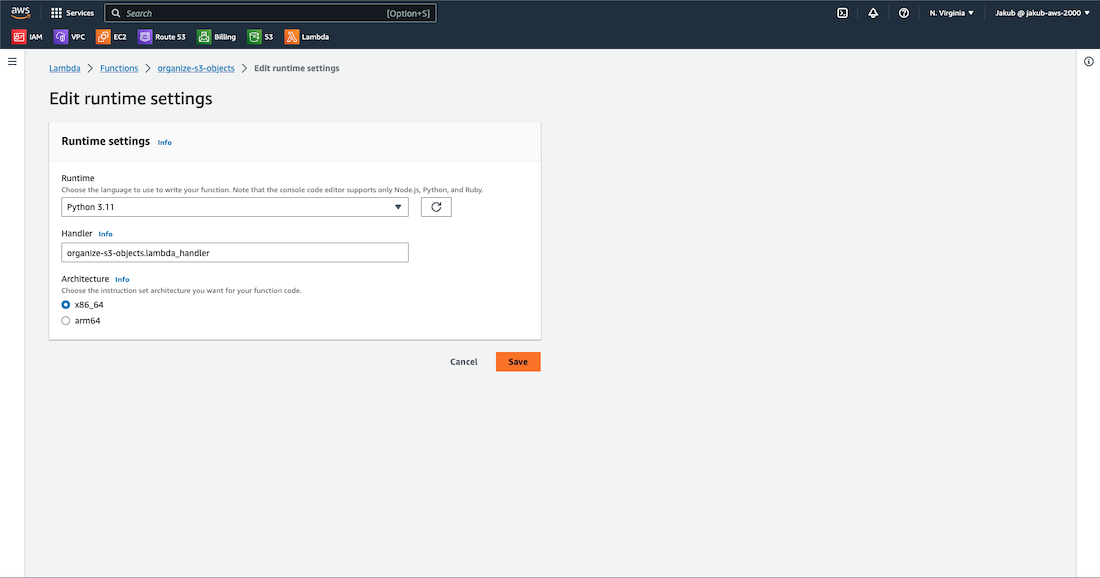 aws Services Search [Option+S] N. Virginia Jakub @ jakub-aws-2000
IAM VPC EC2 Route 53 Billing S3 Lambda
Lambda Functions organize-s3-objects Edit runtime settings
Edit runtime settings
Runtime settings Info
Runtime
Choose the language to use to write your function. Note that the console code editor supports only Node.js, Python, and Ruby.
Python 3.11
Handler Info
organize-s3-objects.lambda_handler
Architecture Info
Choose the instruction set architecture you want for your function code.
x86_64
arm64
Cancel Save